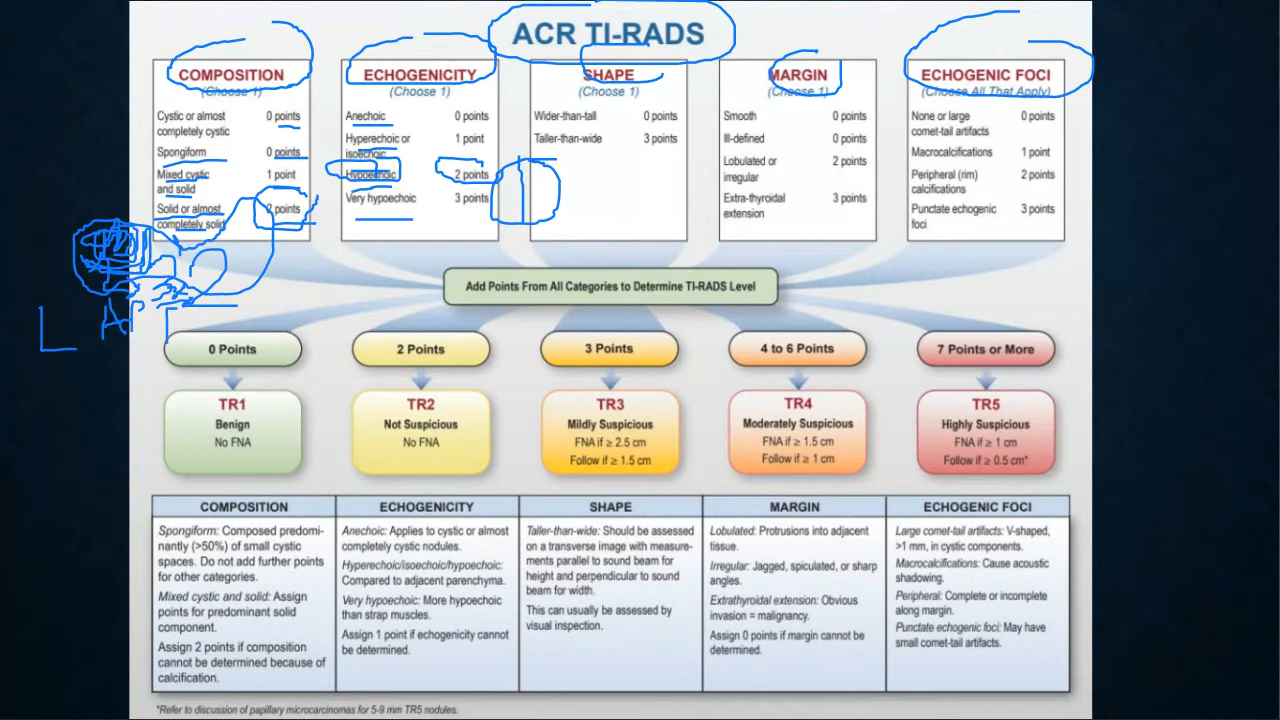 ACR TI-RADS
COMPOSITION
(Choose 1)
Cystic or almost completely cystic 0 points
Spongiform 0 points
Mixed cystic and solid 1 point
Solid or almost completely solid 2 points
ECHOGENICITY
(Choose 1)
Anechoic 0 points
Hyperechoic or isoechoic 1 point
Hypoechoic 2 points
Very hypoechoic 3 points
SHAPE
(Choose 1)
Wider-than-tall 0 points
Taller-than-wide 3 points
MARGIN
(Choose 1)
Smooth 0 points
Ill-defined 0 points
Lobulated or irregular 2 points
Extra-thyroidal extension 3 points
ECHOGENIC FOCI
(Choose All That Apply)
None or large comet-tail artifacts 0 points
Macrocalcifications 1 point
Peripheral (rim) calcifications 2 points
Punctate echogenic foci 3 points
Add Points From All Categories to Determine TI-RADS Level
0 Points
2 Points
3 Points
4 to 6 Points
7 Points or More
TR1
Benign
No FNA
TR2
Not Suspicious
No FNA
TR3
Mildly Suspicious
FNA if ≥ 2.5 cm
Follow if ≥ 1.5 cm
TR4
Moderately Suspicious
FNA if ≥ 1.5 cm
Follow if ≥ 1 cm
TR5
Highly Suspicious
FNA if ≥ 1 cm
Follow if ≥ 0.5 cm*
COMPOSITION
Spongiform: Composed predomi-
nantly (>50%) of small cystic
spaces. Do not add further points
for other categories.
Mixed cystic and solid: Assign
points for predominant solid
component.
Assign 2 points if composition
cannot be determined because of
calcification.
ECHOGENICITY
Anechoic: Applies to cystic or almost
completely cystic nodules.
Hyperechoic/isoechoic/hypoechoic:
Compared to adjacent parenchyma.
Very hypoechoic: More hypoechoic
than strap muscles.
Assign 1 point if echogenicity cannot
be determined.
SHAPE
Taller-than-wide: Should be assessed
on a transverse image with measure-
ments parallel to sound beam for
height and perpendicular to sound
beam for width.
This can usually be assessed by
visual inspection.
MARGIN
Lobulated: Protrusions into adjacent
tissue.
Irregular: Jagged, spiculated, or sharp
angles.
Extrathyroidal extension: Obvious
invasion = malignancy.
Assign 0 points if margin cannot be
determined.
ECHOGENIC FOCI
Large comet-tail artifacts: V-shaped,
>1 mm, in cystic components.
Macrocalcifications: Cause acoustic
shadowing.
Peripheral: Complete or incomplete
along margin.
Punctate echogenic foci: May have
small comet-tail artifacts.
*Refer to discussion of papillary microcarcinomas for 5-9 mm TR5 nodules.